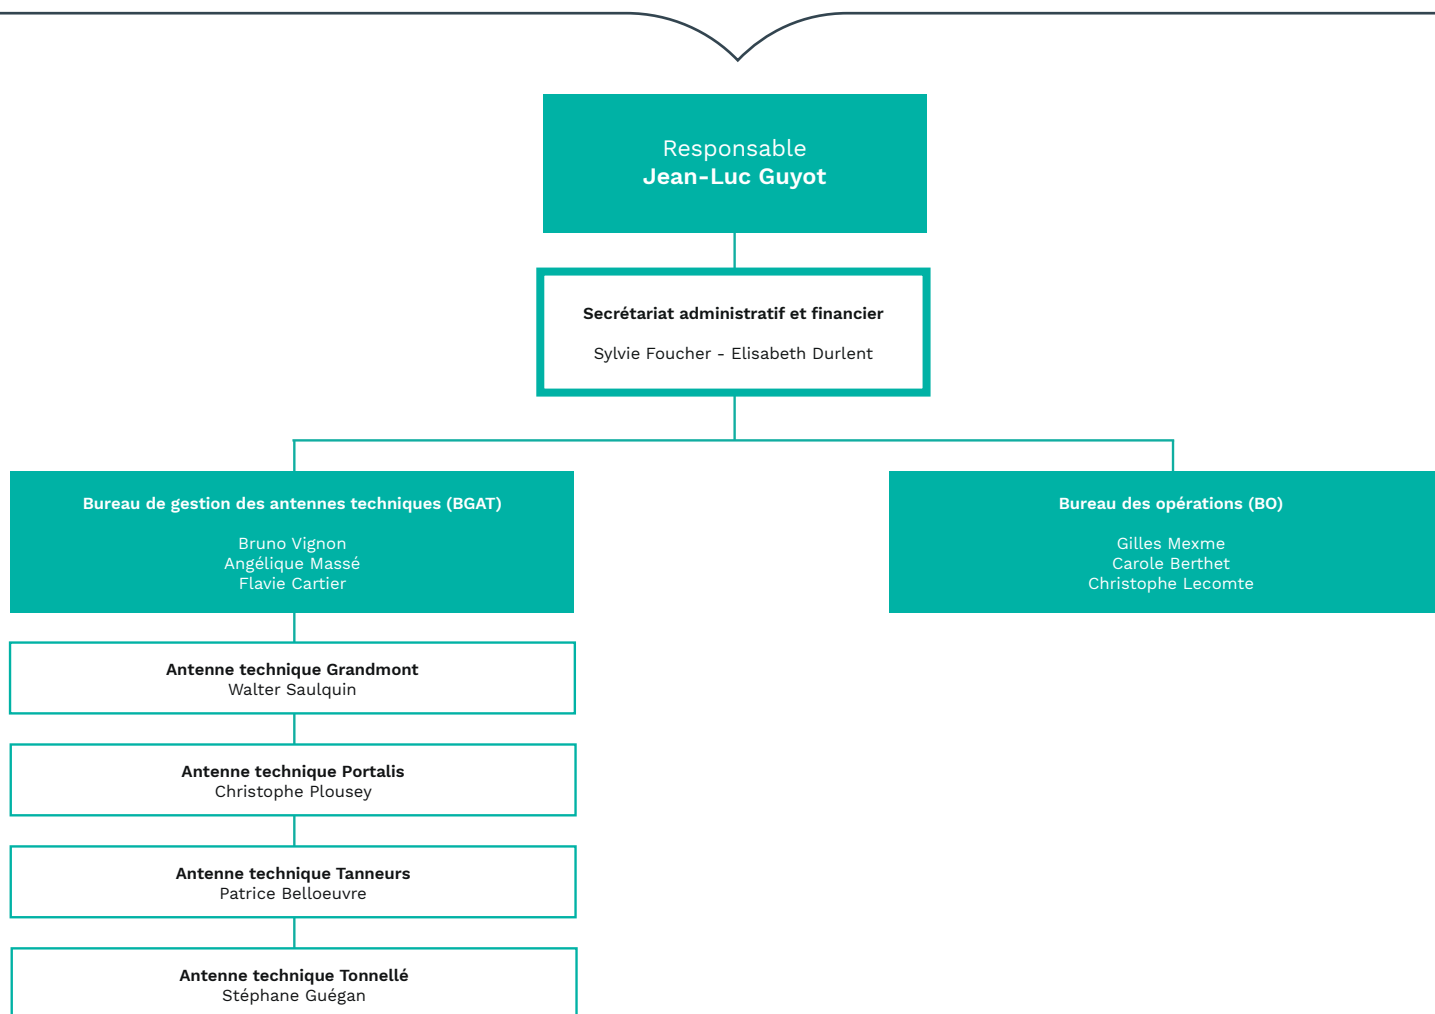 Responsable
Jean-Luc Guyot
Secrétariat administratif et financier
Sylvie Foucher - Elisabeth Durlent
Bureau de gestion des antennes techniques (BGAT)
Bruno Vignon
Angélique Massé
Flavie Cartier
Bureau des opérations (BO)
Gilles Mexme
Carole Berthet
Christophe Lecomte
Antenne technique Grandmont
Walter Saulquin
Antenne technique Portalis
Christophe Plousey
Antenne technique Tanneurs
Patrice Belloeuvre
Antenne technique Tonnellé
Stéphane Guégan